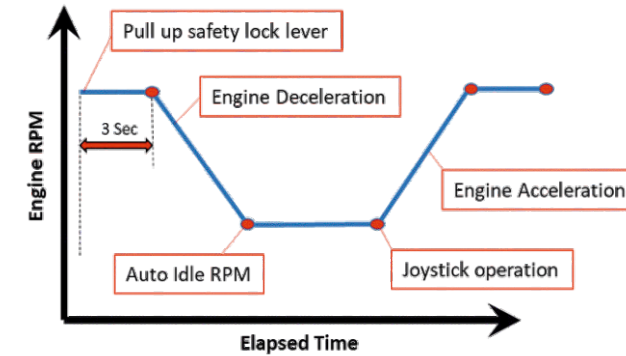 Pull up safety lock lever
Engine Deceleration
3 Sec
Engine RPM
Engine Acceleration
Auto Idle RPM
Joystick operation
Elapsed Time